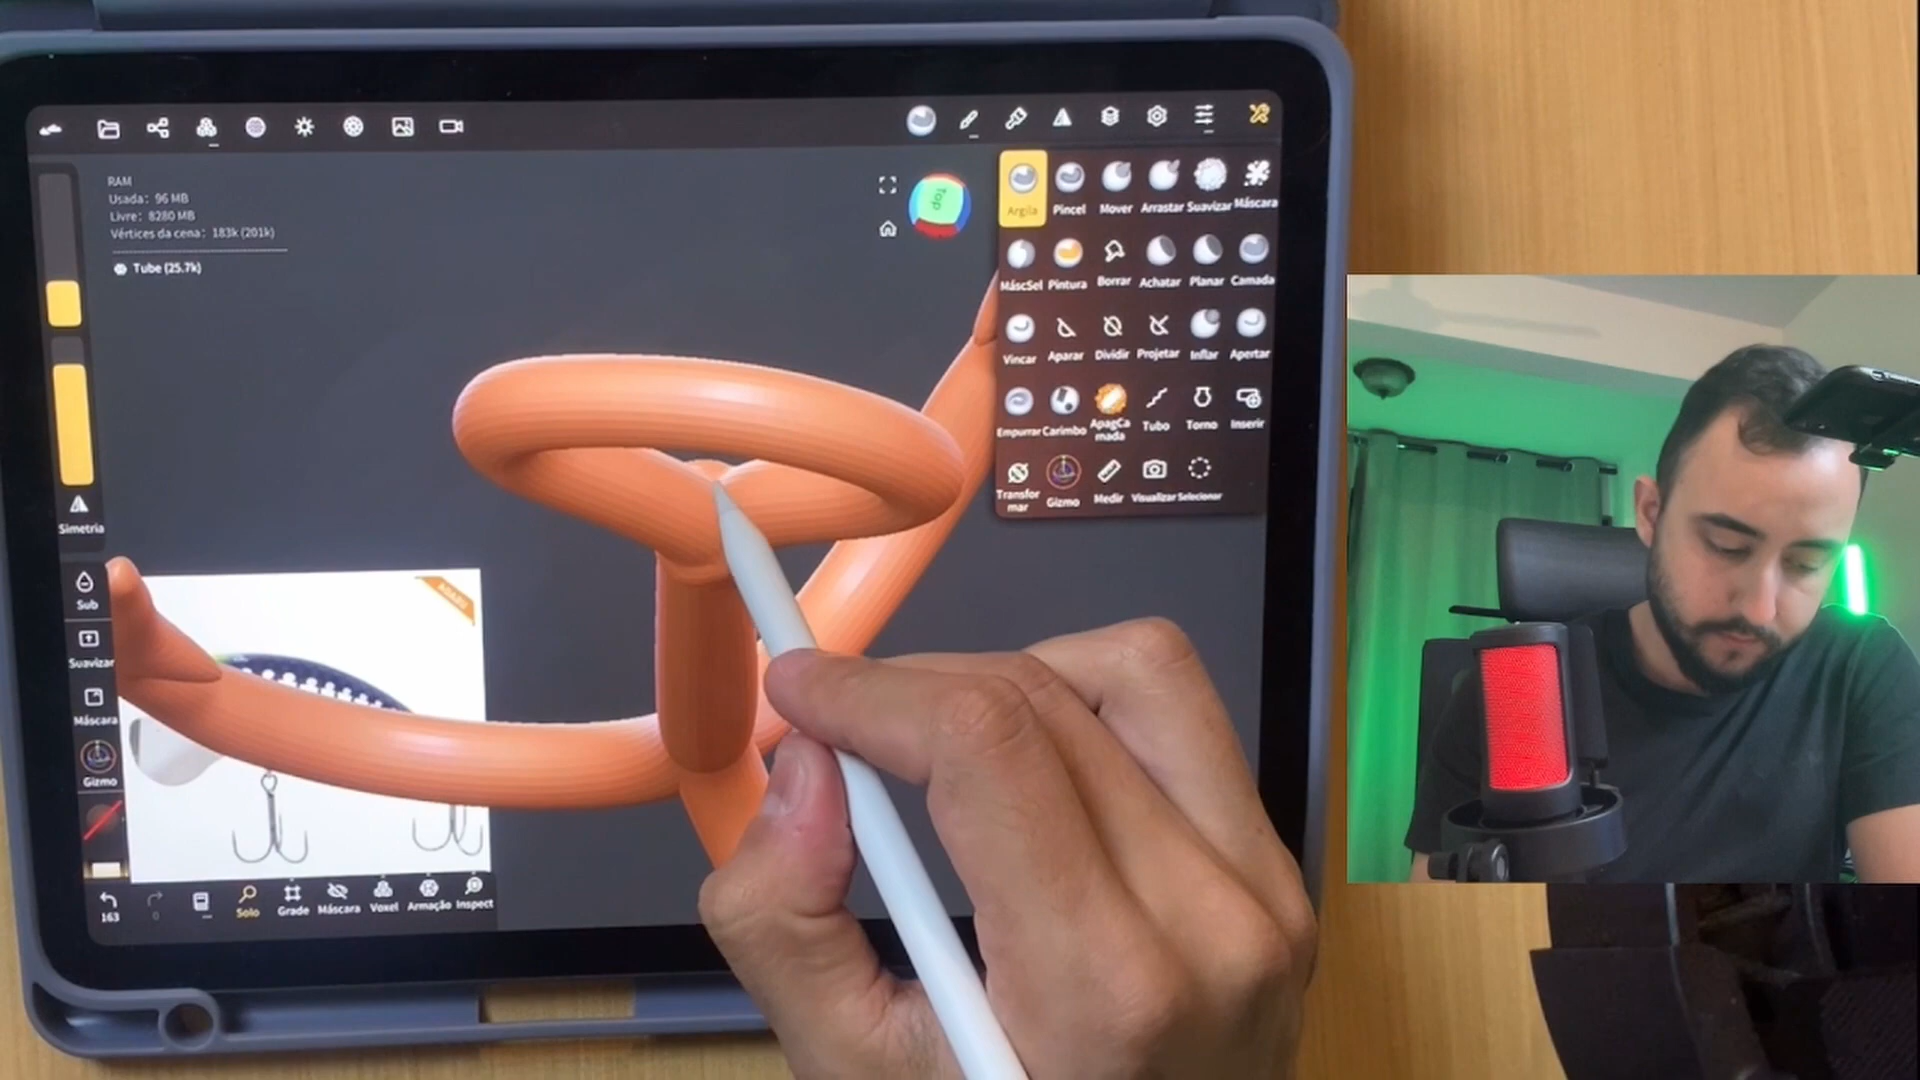 RAM
Usada: 96 MB
Livre: 8280 MB
Vértices da cena: 183k (201k)
Tube (25.7k)
Top
Argila Pincel Mover Arrastar Suavizar Máscara
MáscSel Pintura Borrar Achatar Planar Camada
Vincar Aparar Dividir Projetar Inflar Apertar
Empurrar Carimbo ApagCa
mada Tubo Torno Inserir
Transfor
mar Gizmo Medir Visualizar Selecionar
Simetria
Sub
Suavizar
Máscara
Gizmo
163 0 Solo Grade Máscara Voxel Armação Inspect